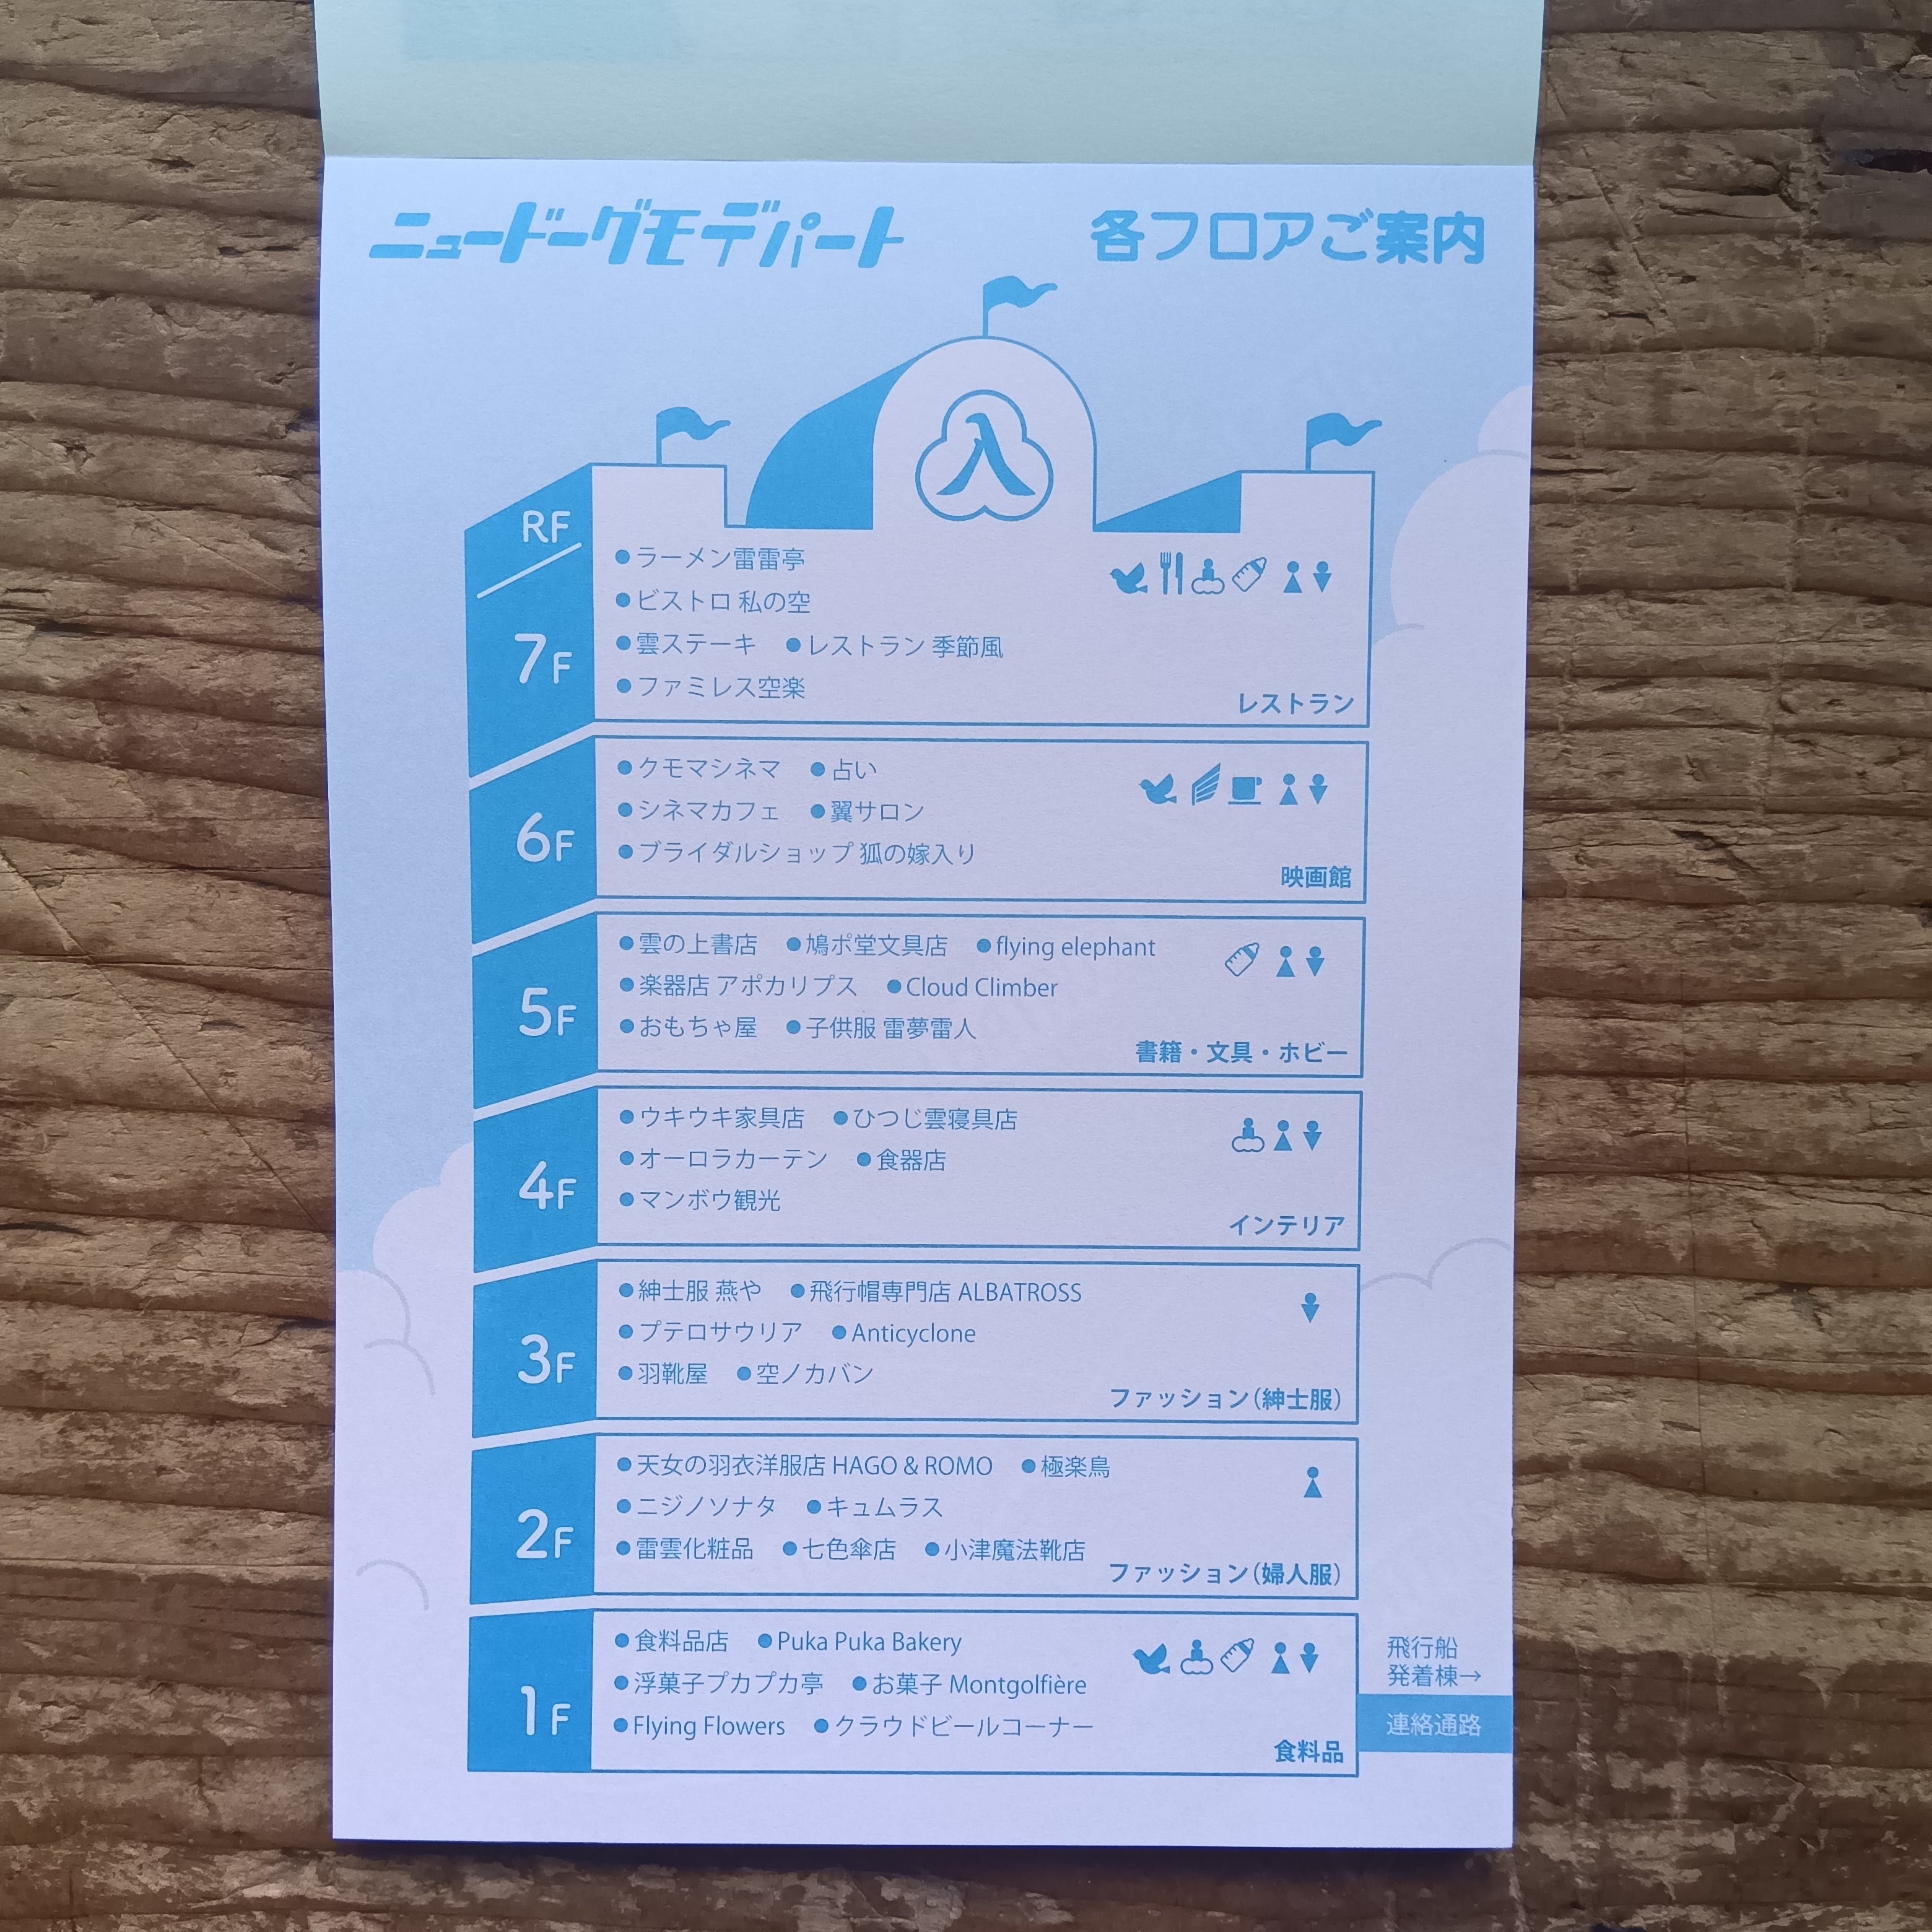 ニュードーグモデパート 各フロアご案内
入
RF
7F
●ラーメン雷雷亭
●ビストロ 私の空
●雲ステーキ ●レストラン 季節風
●ファミレス空楽
レストラン
6F
●クモマシネマ ●占い
●シネマカフェ ●翼サロン
●ブライダルショップ 狐の嫁入り
映画館
5F
●雲の上書店 ●鳩ポ堂文具店 ●flying elephant
●楽器店 アポカリプス ●Cloud Climber
●おもちゃ屋 ●子供服 雷夢雷人
書籍・文具・ホビー
4F
●ウキウキ家具店 ●ひつじ雲寝具店
●オーロラカーテン ●食器店
●マンボウ観光
インテリア
3F
●紳士服 燕や ●飛行帽専門店 ALBATROSS
●プテロサウリア ●Anticyclone
●羽靴屋 ●空ノカバン
ファッション(紳士服)
2F
●天女の羽衣洋服店 HAGO & ROMO ●極楽鳥
●ニジノソナタ ●キュムラス
●雷雲化粧品 ●七色傘店 ●小津魔法靴店
ファッション(婦人服)
1F
●食料品店 ●Puka Puka Bakery
●浮菓子プカプカ亭 ●お菓子 Montgolfière
●Flying Flowers ●クラウドビールコーナー
食料品
飛行船
発着棟→
連絡通路